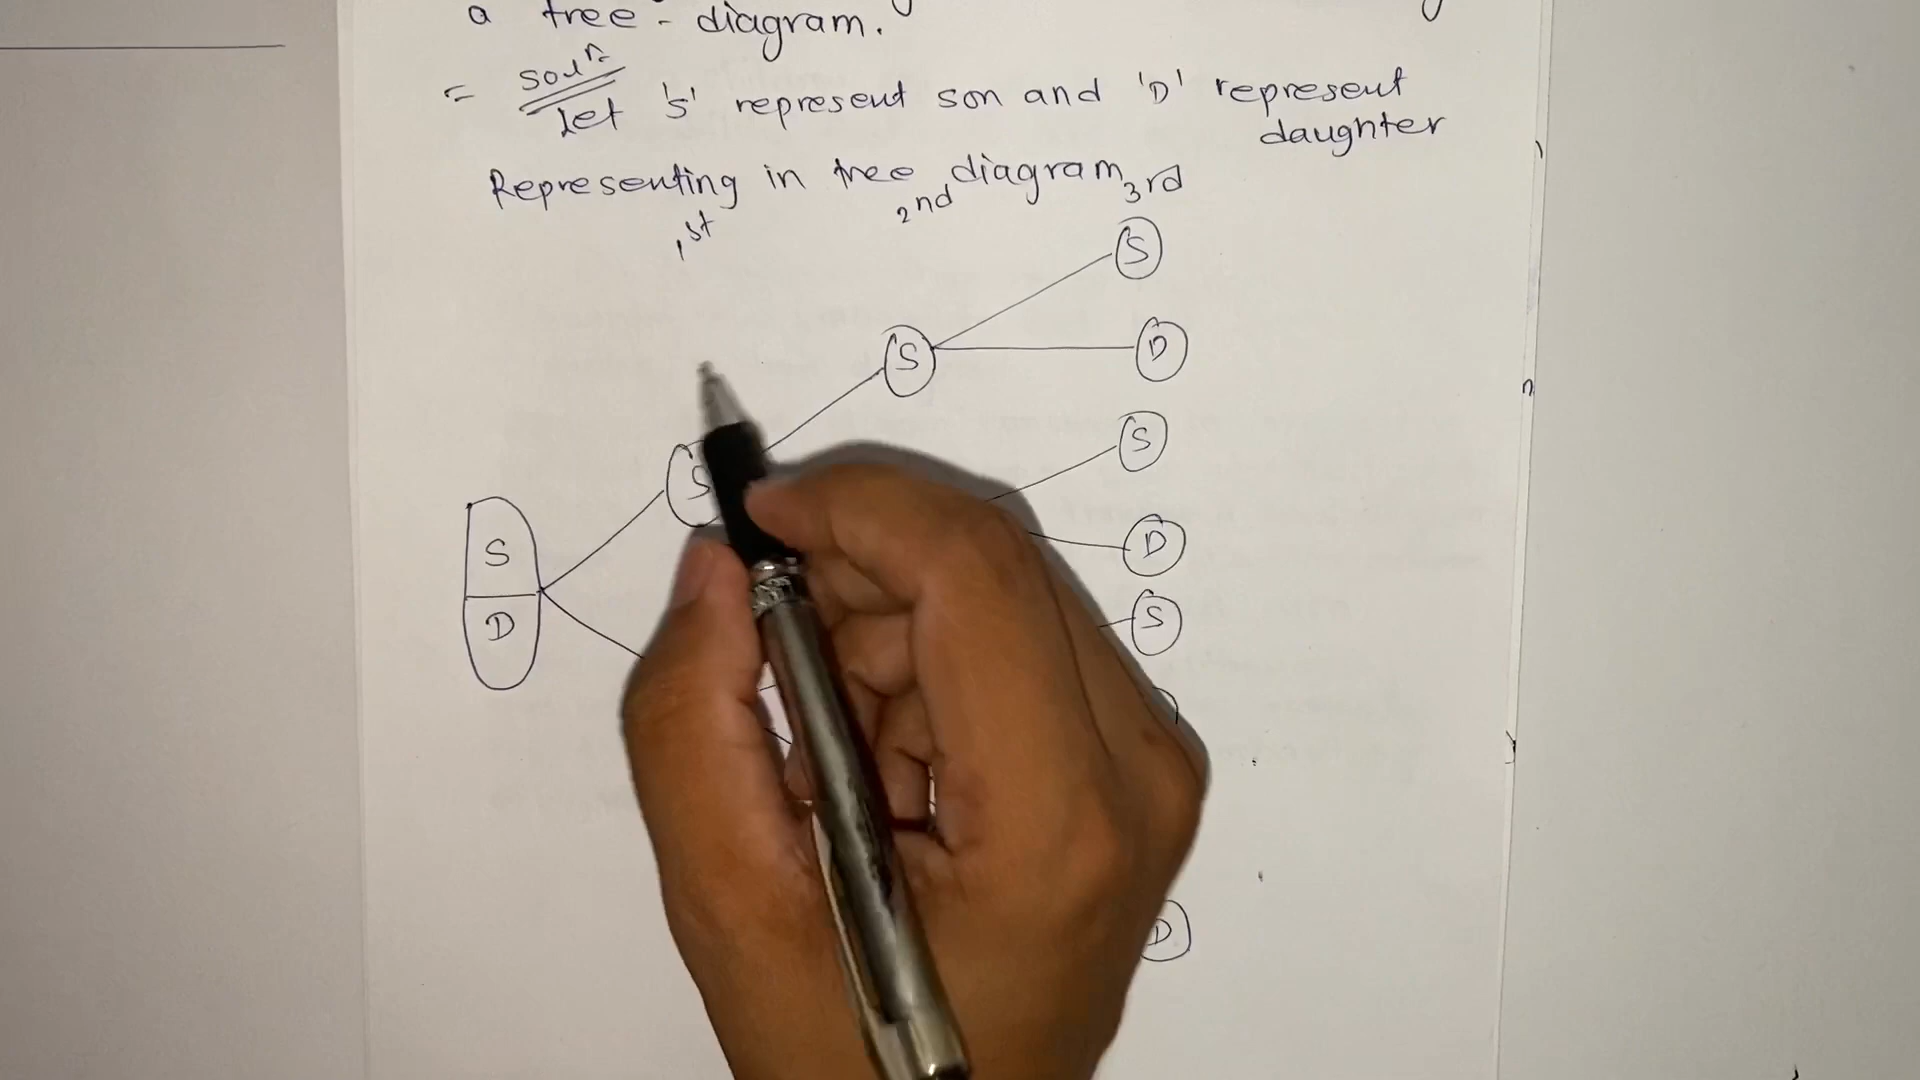 a tree - diagram.
= Soln
Let 'S' represent son and 'D' represent
daughter
Representing in tree diagram
1st 2nd 3rd
S
S D
S S
S D
D S
D